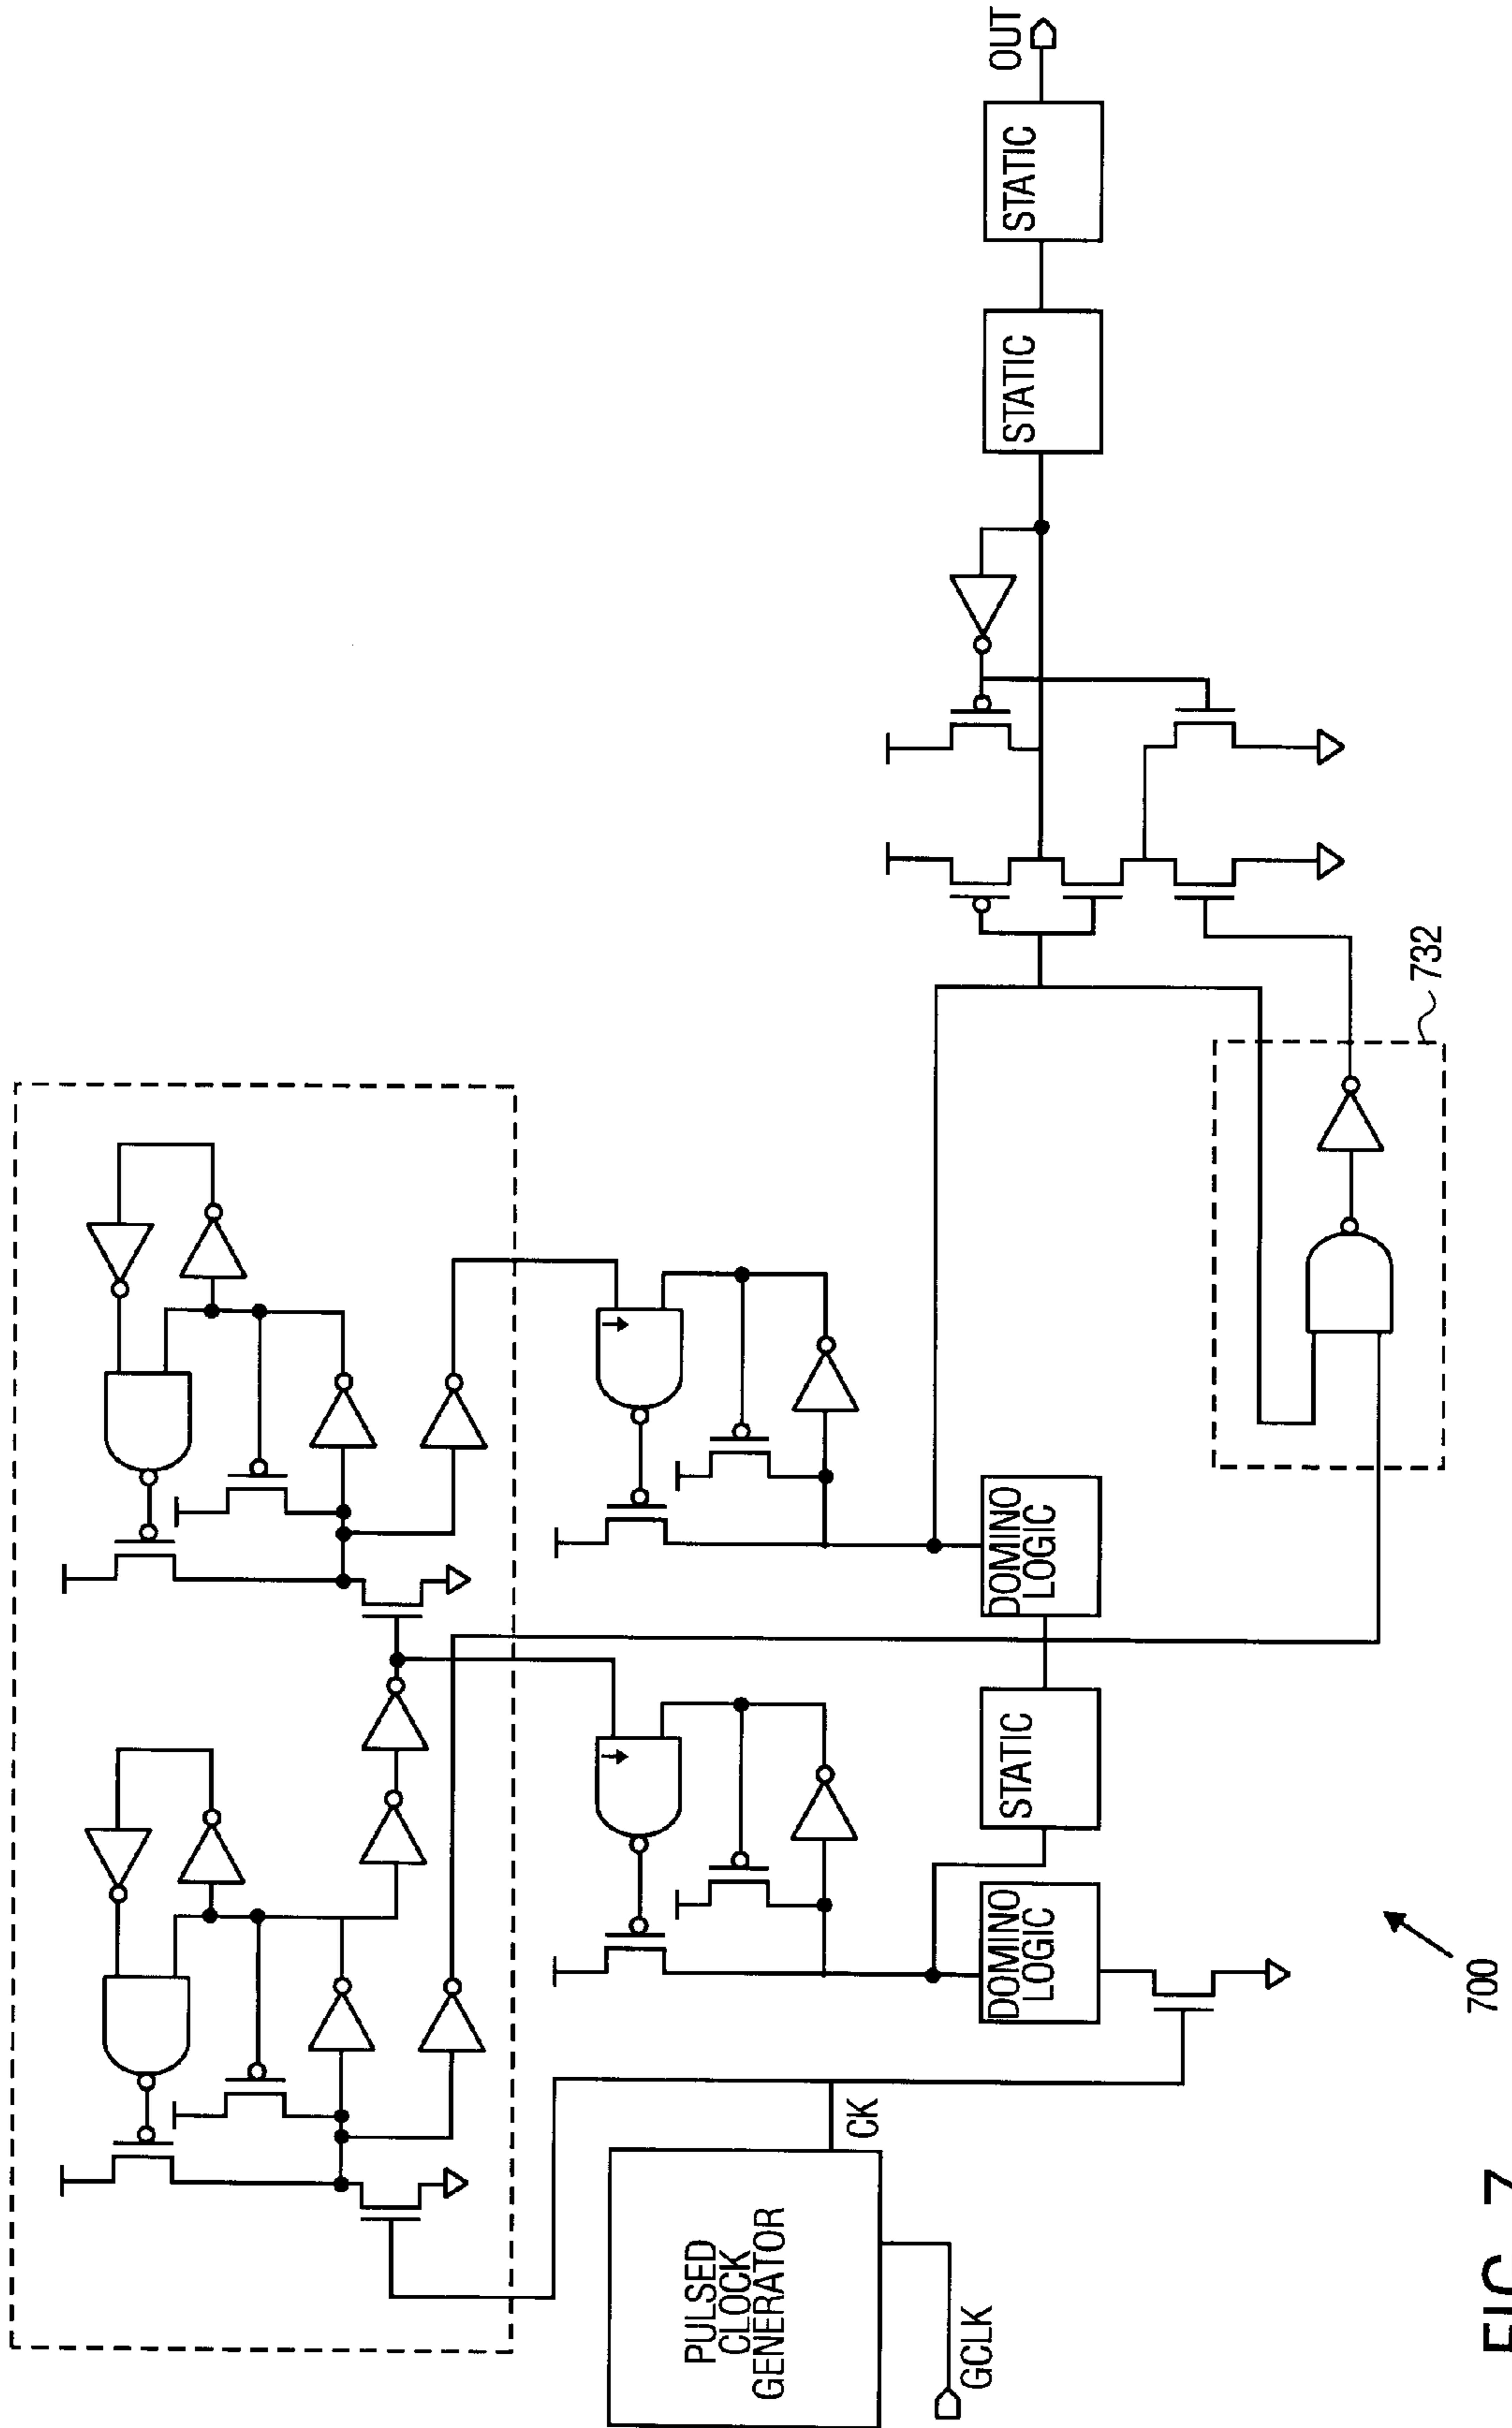 PULSED
CLOCK
GENERATOR
GCLK
CK
DOMINO
LOGIC
STATIC
DOMINO
LOGIC
732
STATIC
STATIC
OUT
700
FIG. 7